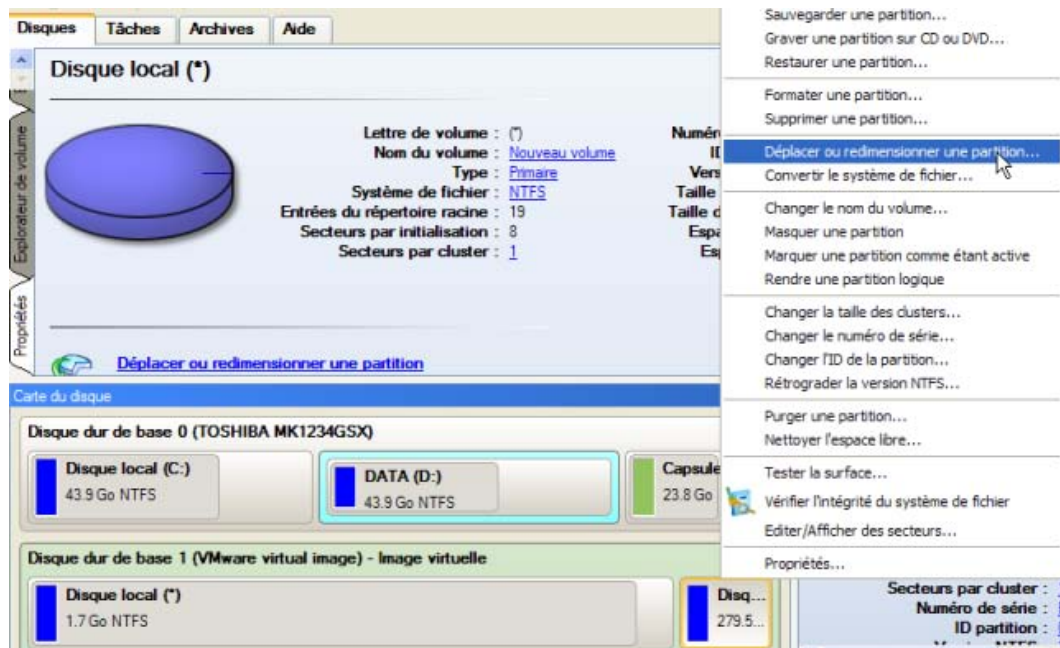 Disques Tâches Archives Aide
Disque local (*)
Explorateur de volume
Propriétés
Lettre de volume : (*)
Nom du volume : Nouveau volume
Type : Primaire
Système de fichier : NTFS
Entrées du répertoire racine : 19
Secteurs par initialisation : 8
Secteurs par cluster : 1
Taille
Déplacer ou redimensionner une partition
Sauvegarder une partition...
Graver une partition sur CD ou DVD...
Restaurer une partition...
Formater une partition...
Supprimer une partition...
Déplacer ou redimensionner une partition...
Convertir le système de fichier...
Changer le nom du volume...
Masquer une partition
Marquer une partition comme étant active
Rendre une partition logique
Changer la taille des clusters...
Changer le numéro de série...
Changer l'ID de la partition...
Rétrograder la version NTFS...
Purger une partition...
Nettoyer l'espace libre...
Tester la surface...
Vérifier l'intégrité du système de fichier
Editer/Afficher des secteurs...
Propriétés...
Carte du disque
Disque dur de base 0 (TOSHIBA MK1234GSX)
Disque local (C:)
43.9 Go NTFS
DATA (D:)
43.9 Go NTFS
Capsule
23.8 Go
Disque dur de base 1 (VMware virtual image) - Image virtuelle
Disque local (*)
1.7 Go NTFS
Disq...
279.5...
Secteurs par cluster :
Numéro de série :
ID partition :